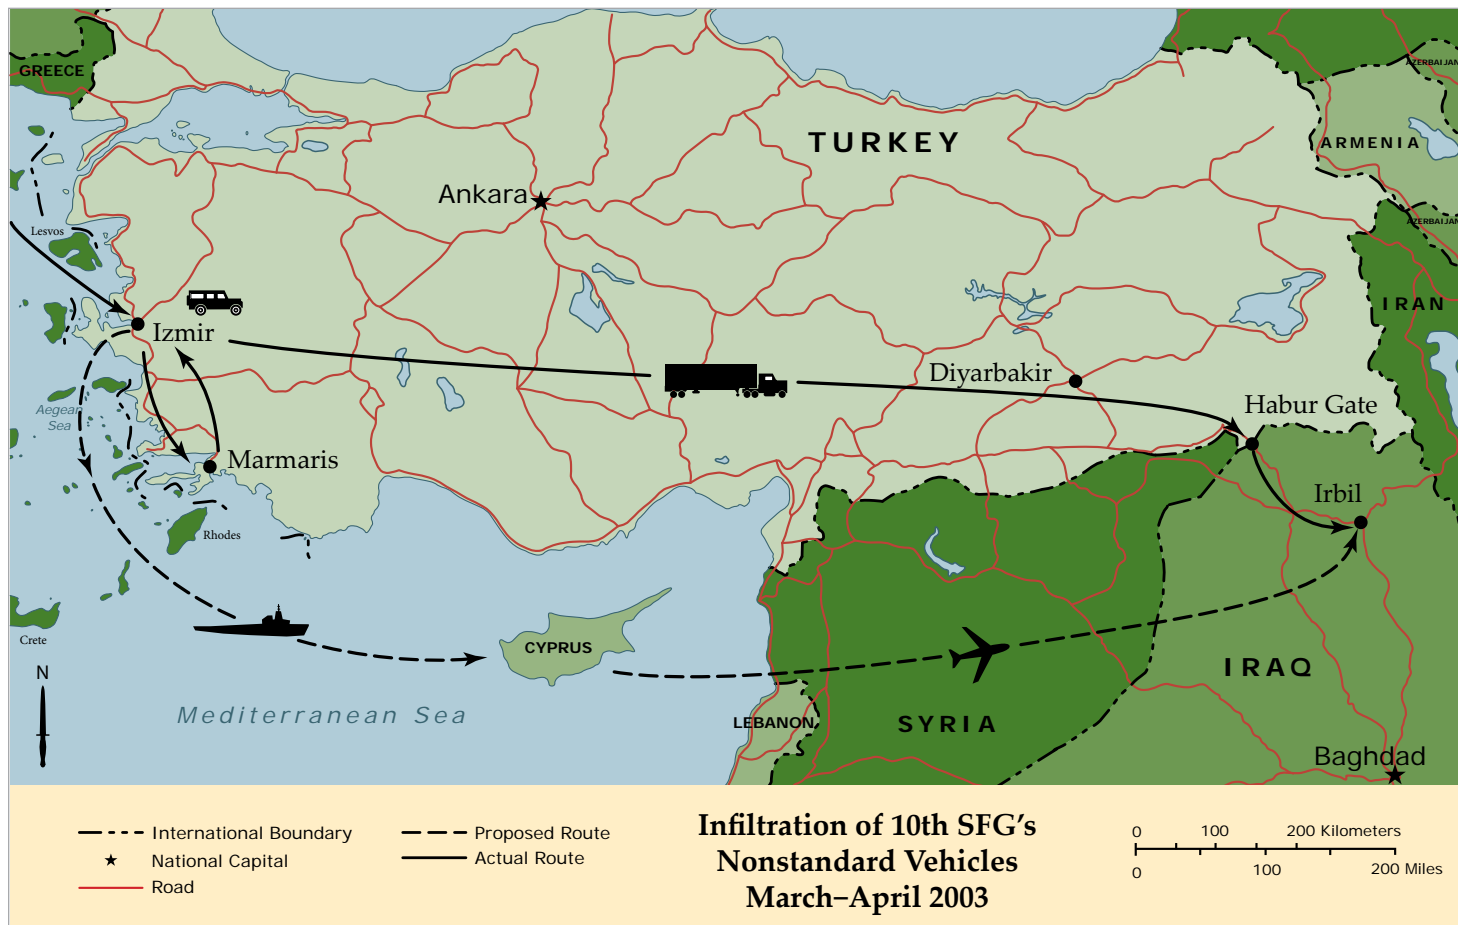 GREECE
AZERBAIJAN
TURKEY
ARMENIA
Ankara
AZERBAIJAN
Lesvos
IRAN
Izmir
Diyarbakir
Habur Gate
Aegean
Sea
Marmaris
Irbil
Rhodes
Crete
CYPRUS
N
IRAQ
Mediterranean Sea
LEBANON
SYRIA
Baghdad
International Boundary
National Capital
Road
Proposed Route
Actual Route
Infiltration of 10th SFG’s
Nonstandard Vehicles
March–April 2003
0 100 200 Kilometers
0 100 200 Miles